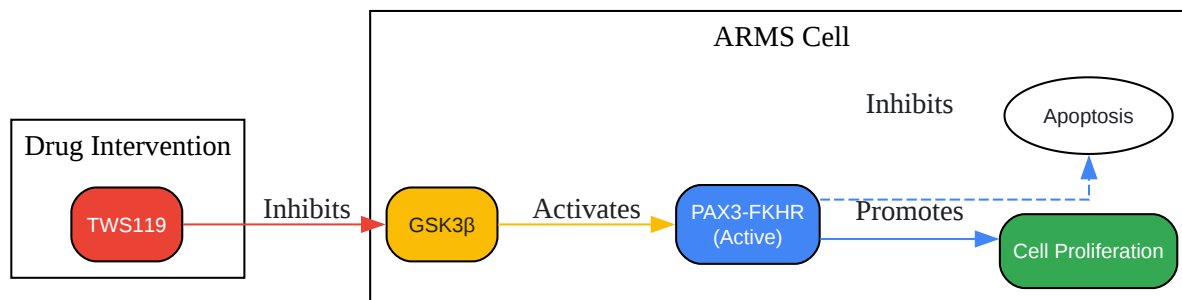 ARMS Cell
Inhibits
Apoptosis
Drug Intervention
TWS119
Inhibits
GSK3β
Activates
PAX3-FKHR
(Active)
Promotes
Cell Proliferation